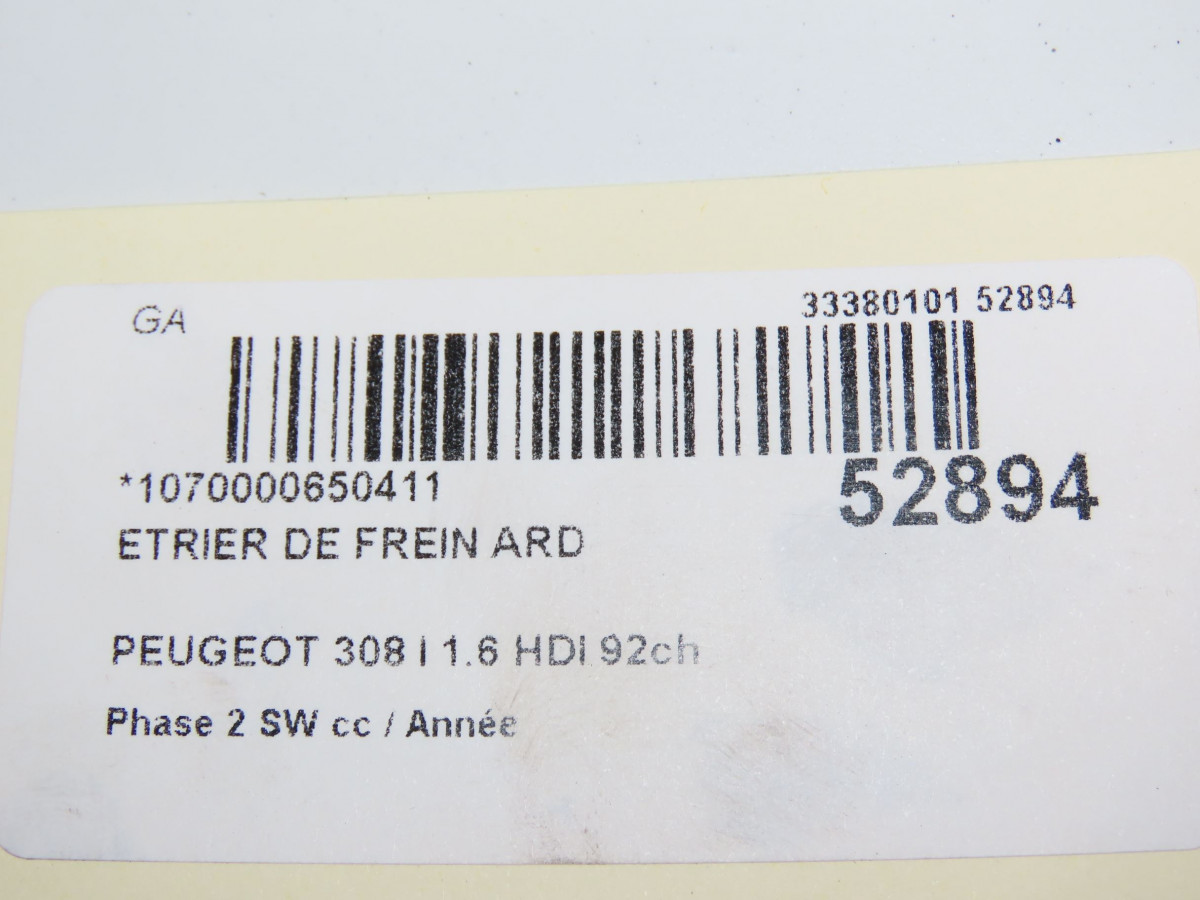 GA
33380101 52894
*1070000650411
52894
ETRIER DE FREIN ARD
PEUGEOT 308 I 1.6 HDI 92ch
Phase 2 SW cc / Année